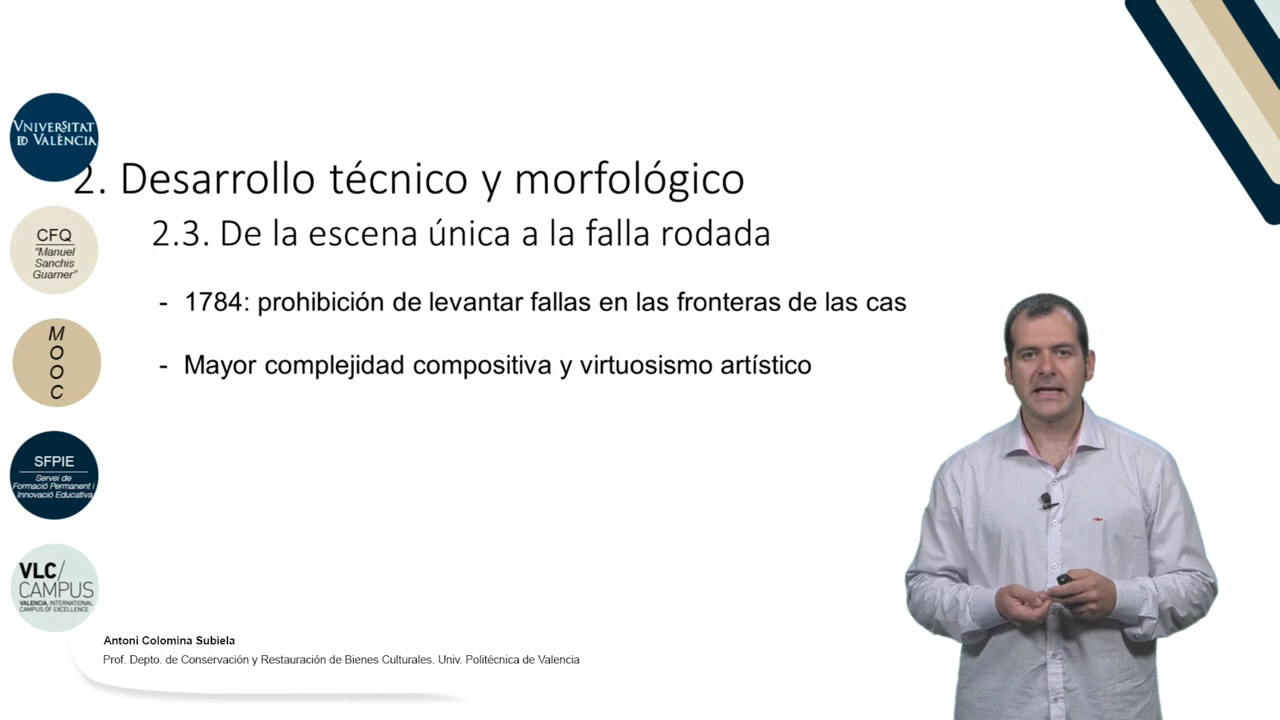 VNIVERSITAT
ID VALÈNCIA
2. Desarrollo técnico y morfológico
CFQ
"Manuel
Sanchis
Guarner"
2.3. De la escena única a la falla rodada
- 1784: prohibición de levantar fallas en las fronteras de las cas
M
O
O
C
- Mayor complejidad compositiva y virtuosismo artístico
SFPIE
Servei de
Formació Permanent i
Innovació Educativa
VLC/
CAMPUS
VALENCIA, INTERNATIONAL
CAMPUS OF EXCELLENCE
Antoni Colomina Subiela
Prof. Depto. de Conservación y Restauración de Bienes Culturales. Univ. Politécnica de Valencia